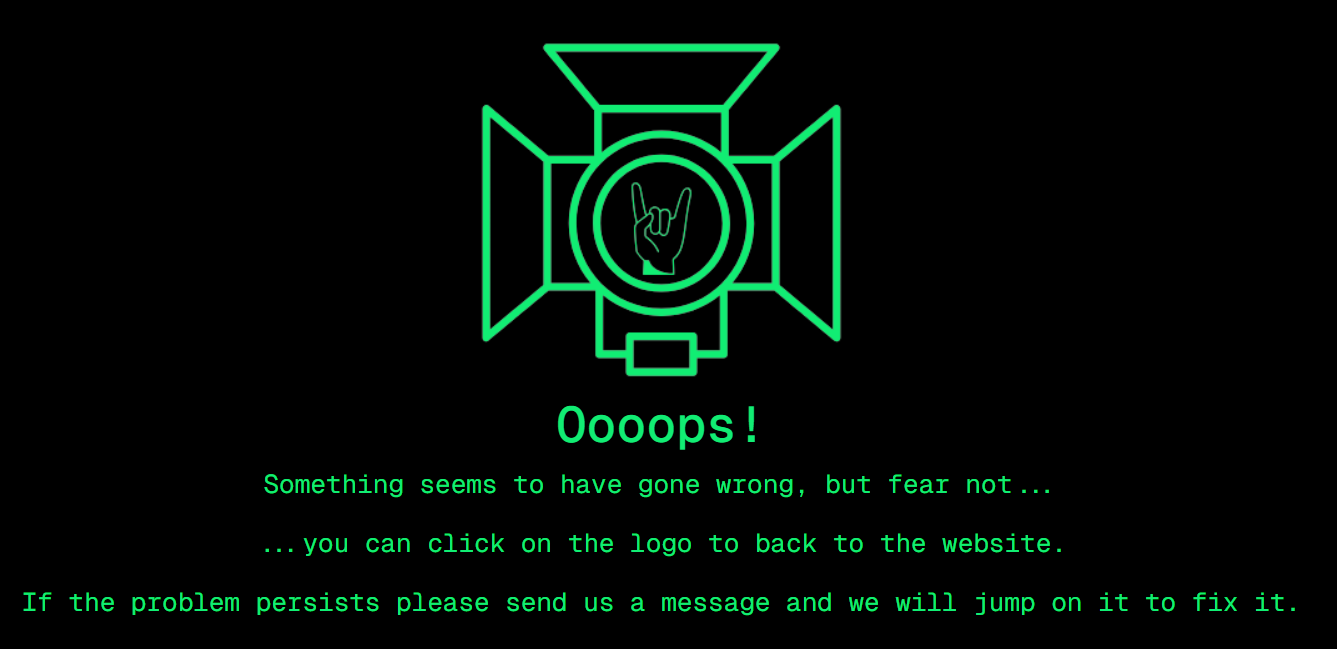 Oooops!
Something seems to have gone wrong, but fear not...
...you can click on the logo to back to the website.
If the problem persists please send us a message and we will jump on it to fix it.